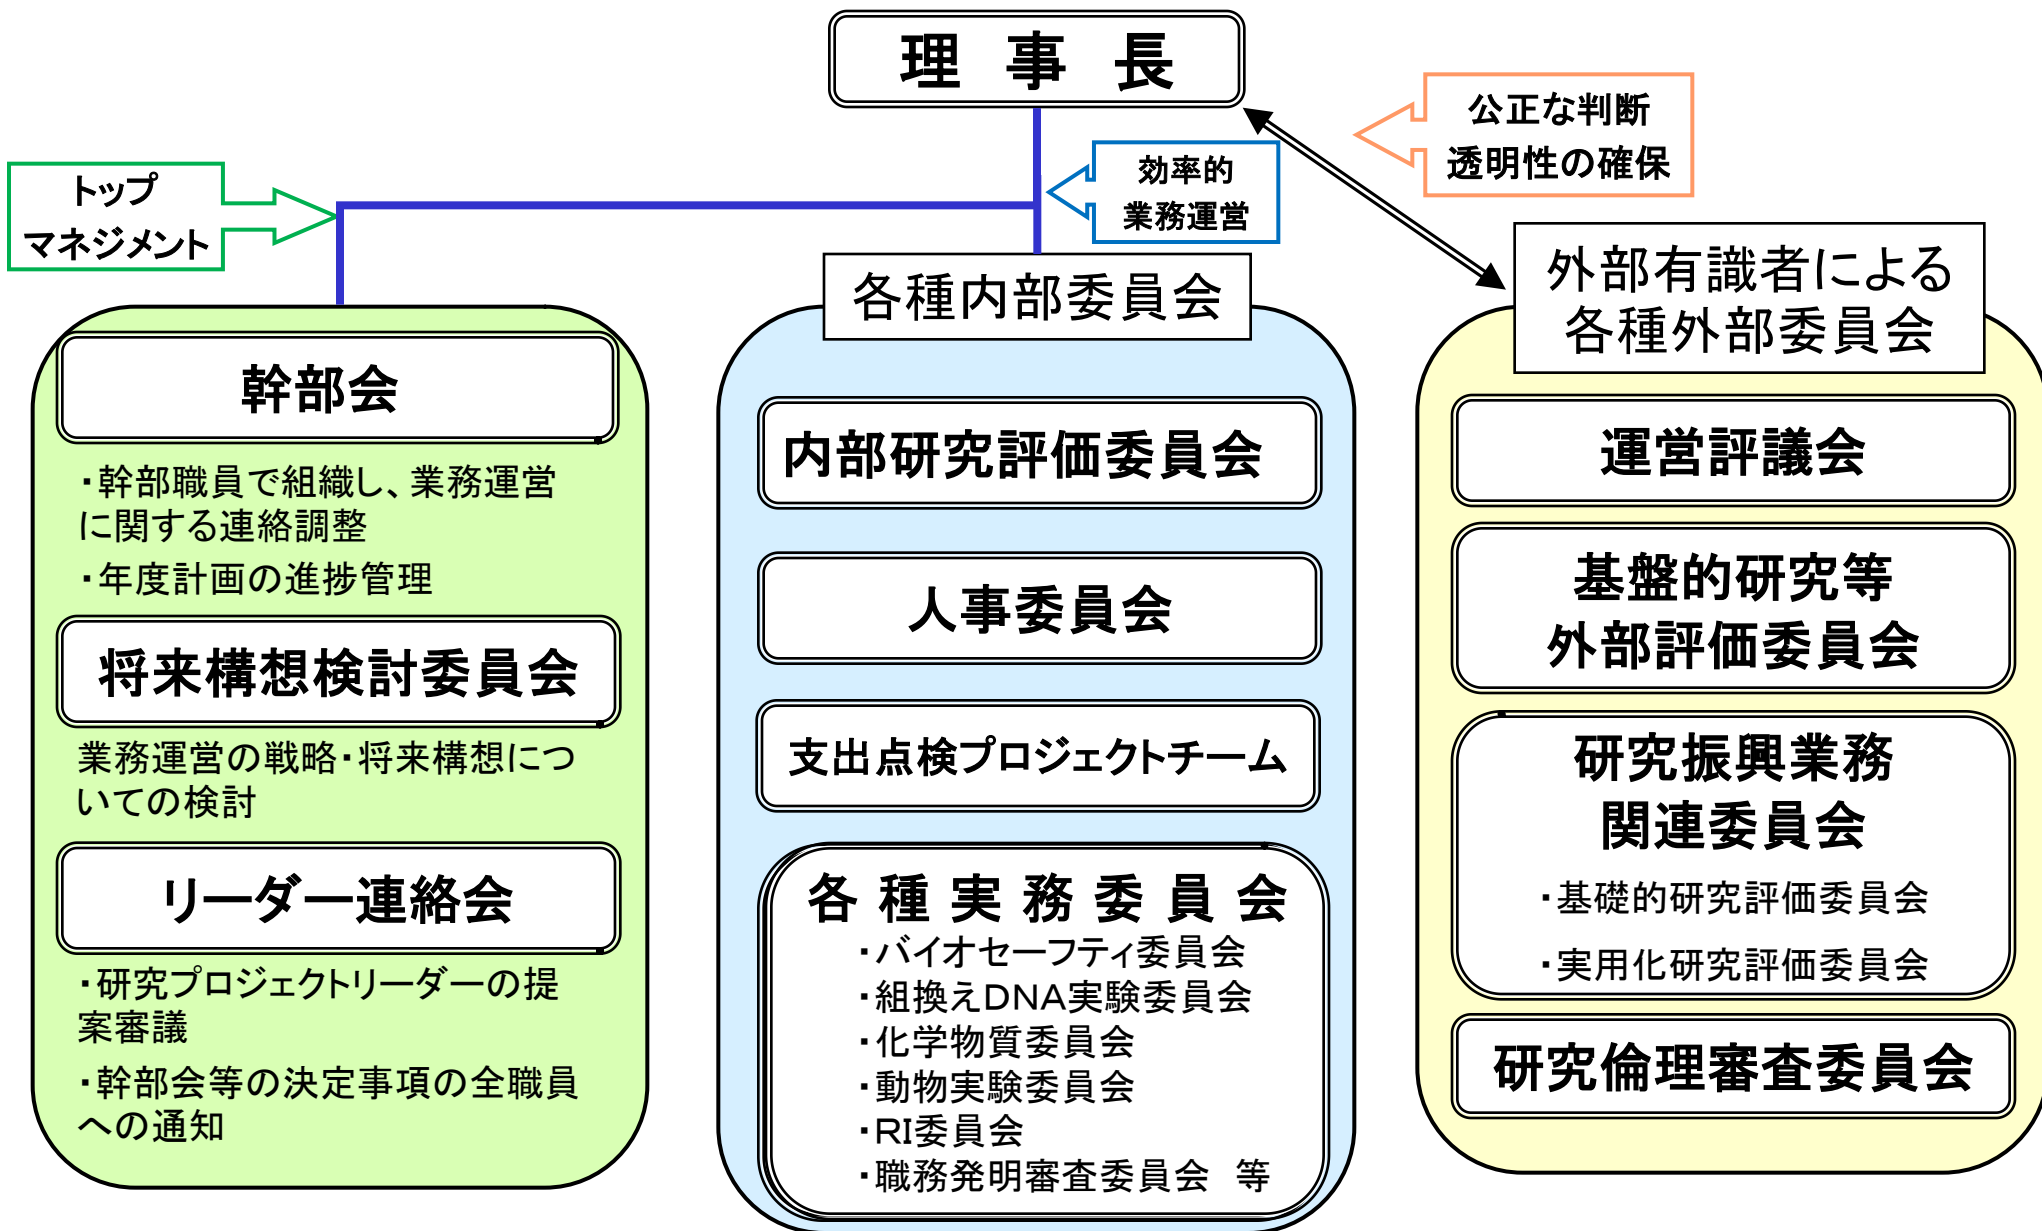 理 事 長
公正な判断
透明性の確保
効率的
業務運営
トップ
マネジメント
幹部会
・幹部職員で組織し、業務運営
に関する連絡調整
・年度計画の進捗管理
将来構想検討委員会
業務運営の戦略・将来構想につ
いての検討
リーダー連絡会
・研究プロジェクトリーダーの提
案審議
・幹部会等の決定事項の全職員
への通知
各種内部委員会
内部研究評価委員会
人事委員会
支出点検プロジェクトチーム
各 種 実 務 委 員 会
・バイオセーフティ委員会
・組換えDNA実験委員会
・化学物質委員会
・動物実験委員会
・RI委員会
・職務発明審査委員会 等
外部有識者による
各種外部委員会
運営評議会
基盤的研究等
外部評価委員会
研究振興業務
関連委員会
・基礎的研究評価委員会
・実用化研究評価委員会
研究倫理審査委員会